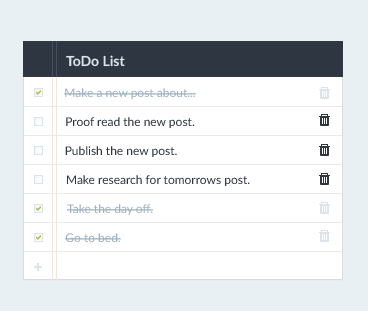 ToDo List
Make a new post about...
Proof read the new post.
Publish the new post.
Make research for tomorrows post.
Take the day off.
Go to bed.